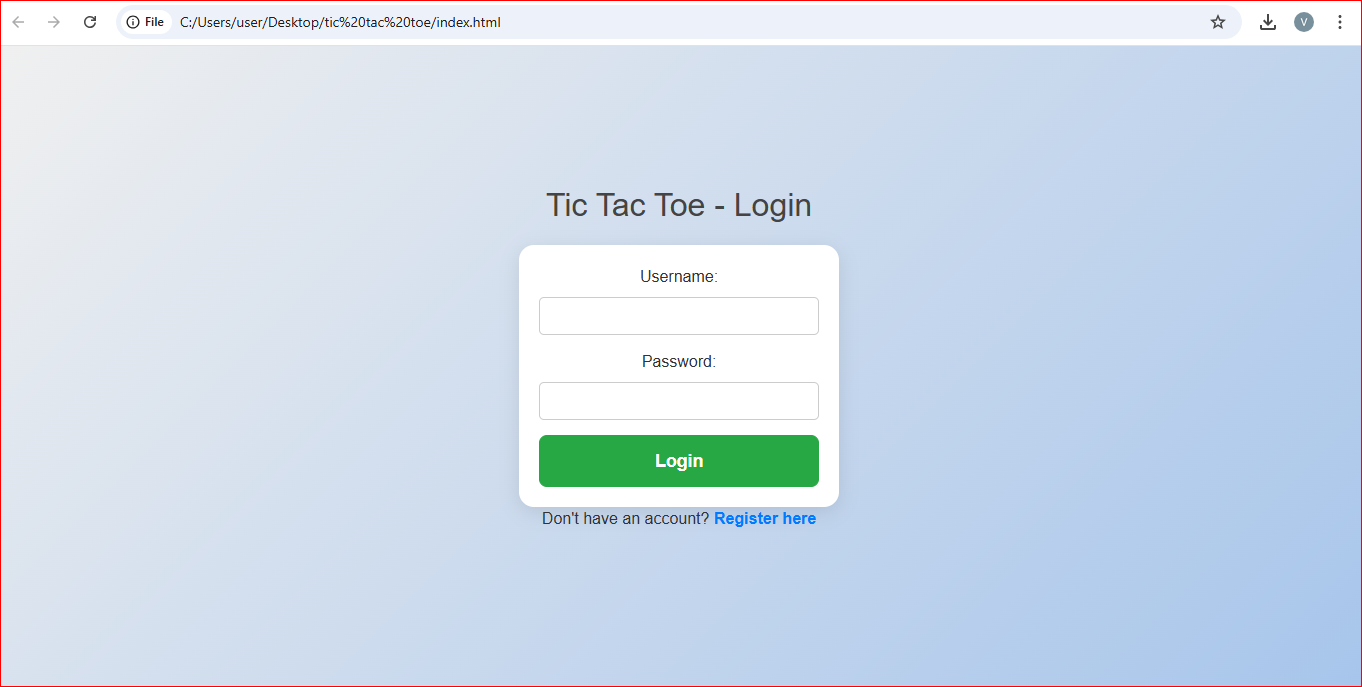 File C:/Users/user/Desktop/tic%20tac%20toe/index.html V
Tic Tac Toe - Login
Username:
Password:
Login
Don't have an account? Register here